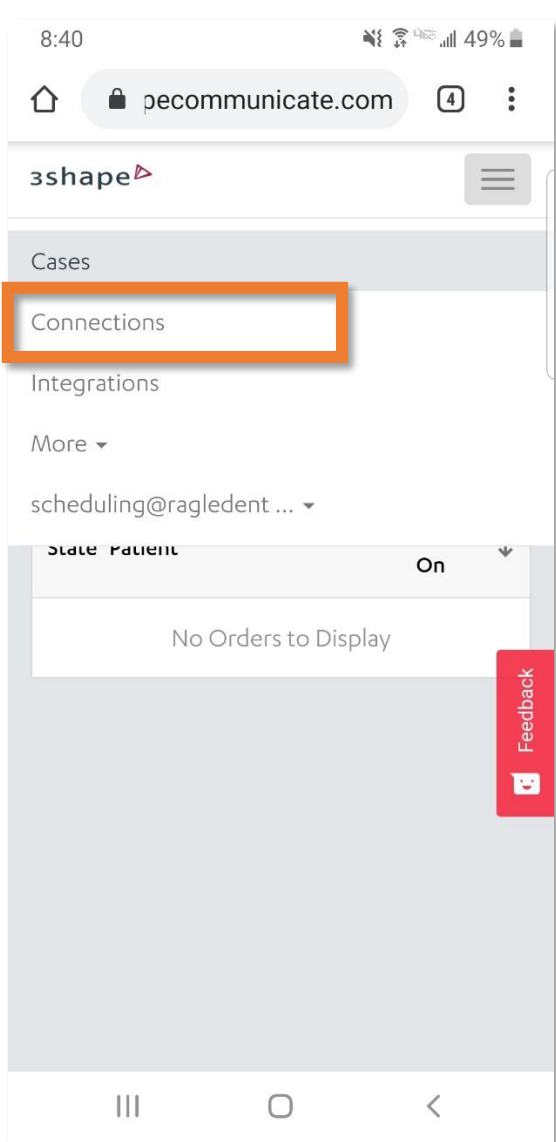 8:40 49%
pecommunicate.com 4
3shape
Cases
Connections
Integrations
More
scheduling@ragledent ...
State Patient On
No Orders to Display
Feedback